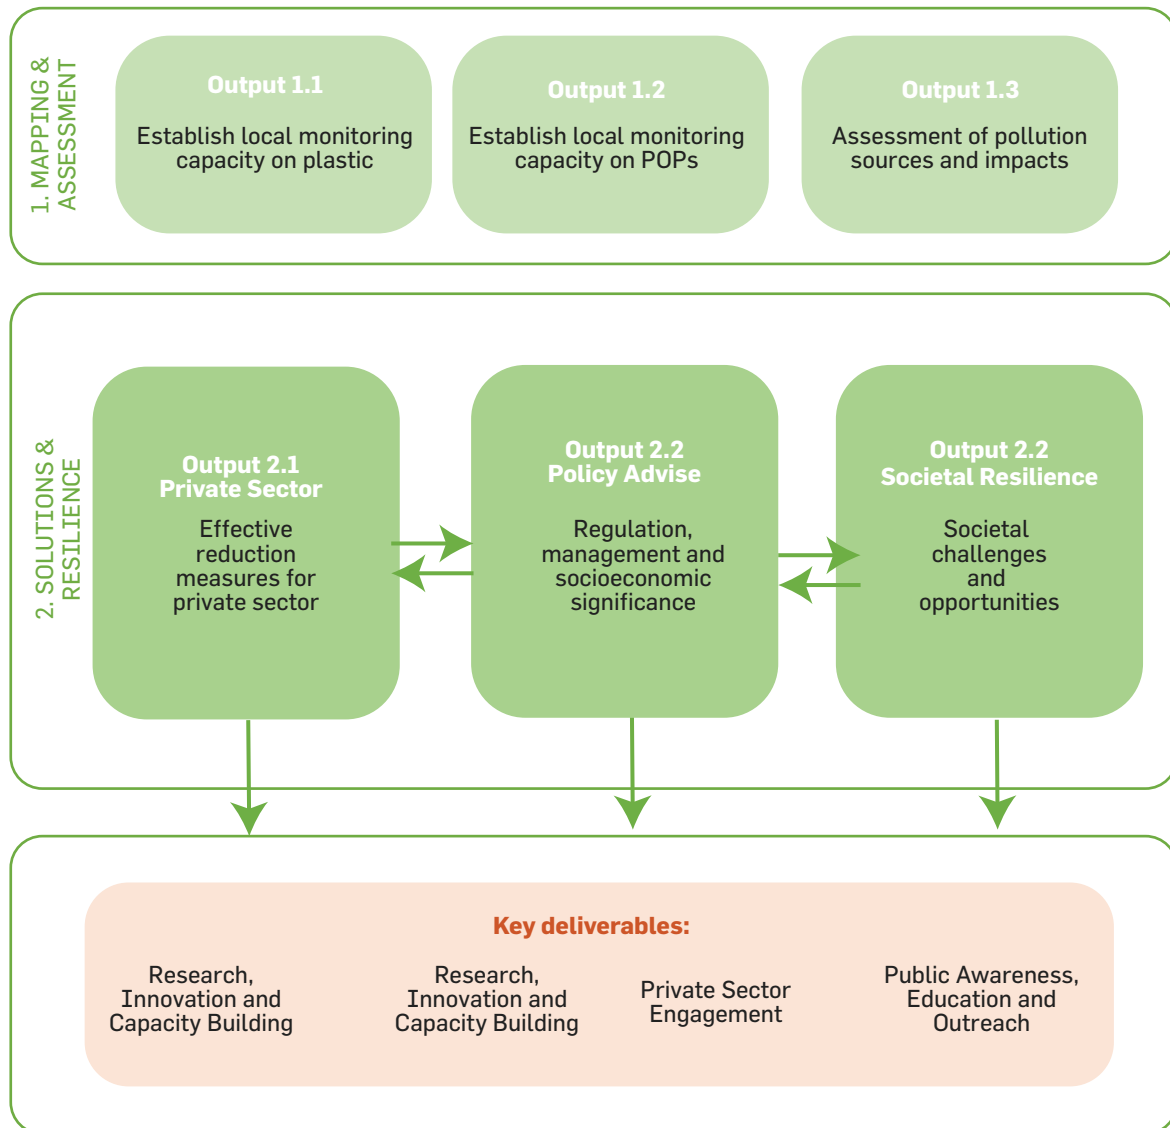 1. MAPPING &
ASSESSMENT
Output 1.1
Establish local monitoring
capacity on plastic
Output 1.2
Establish local monitoring
capacity on POPs
Output 1.3
Assessment of pollution
sources and impacts
2. SOLUTIONS &
RESILIENCE
Output 2.1
Private Sector
Effective
reduction
measures for
private sector
Output 2.2
Policy Advise
Regulation,
management and
socioeconomic
significance
Output 2.2
Societal Resilience
Societal
challenges
and
opportunities
Key deliverables:
Research,
Innovation and
Capacity Building
Research,
Innovation and
Capacity Building
Private Sector
Engagement
Public Awareness,
Education and
Outreach